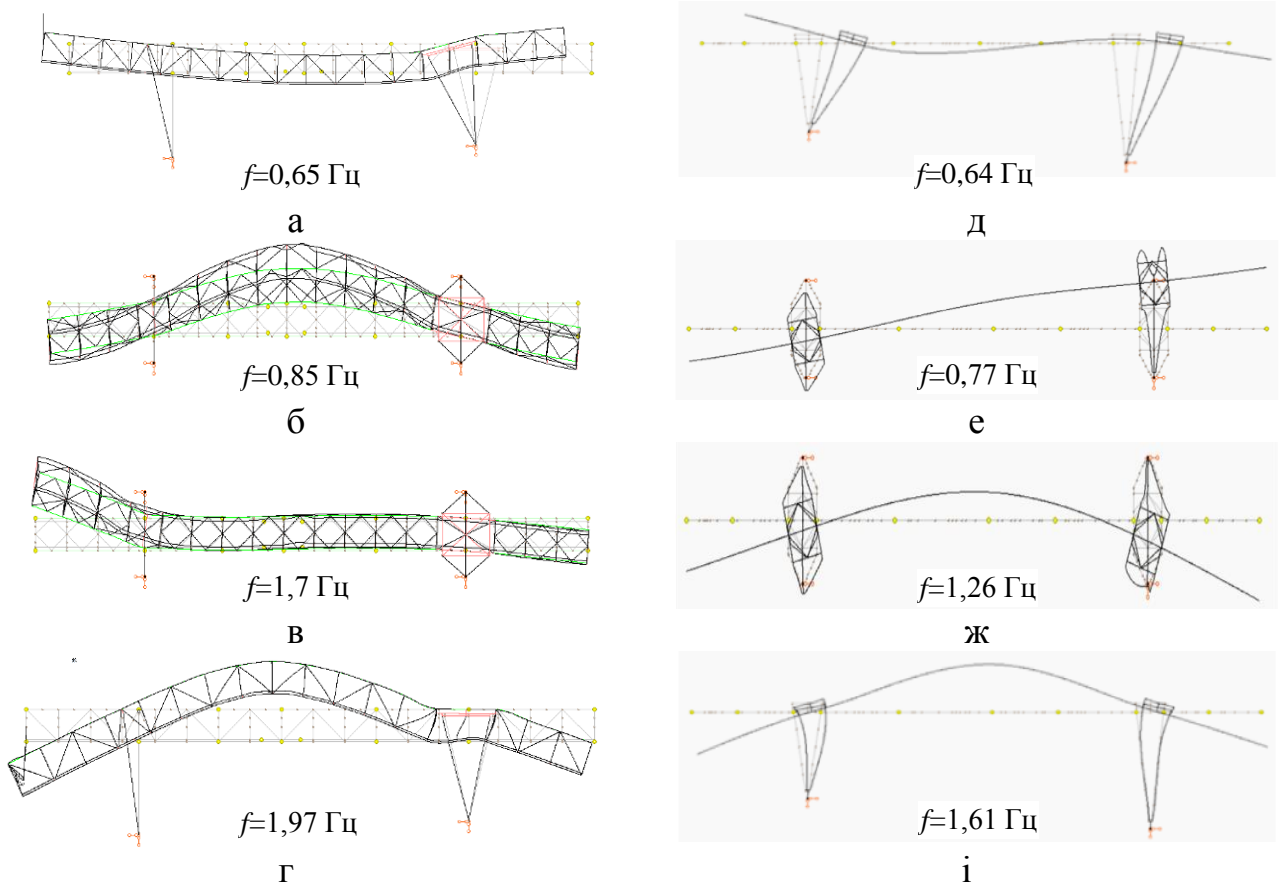 f=0,65 Гц
а
f=0,64 Гц
д
f=0,85 Гц
б
f=0,77 Гц
е
f=1,7 Гц
в
f=1,26 Гц
ж
f=1,97 Гц
г
f=1,61 Гц
і